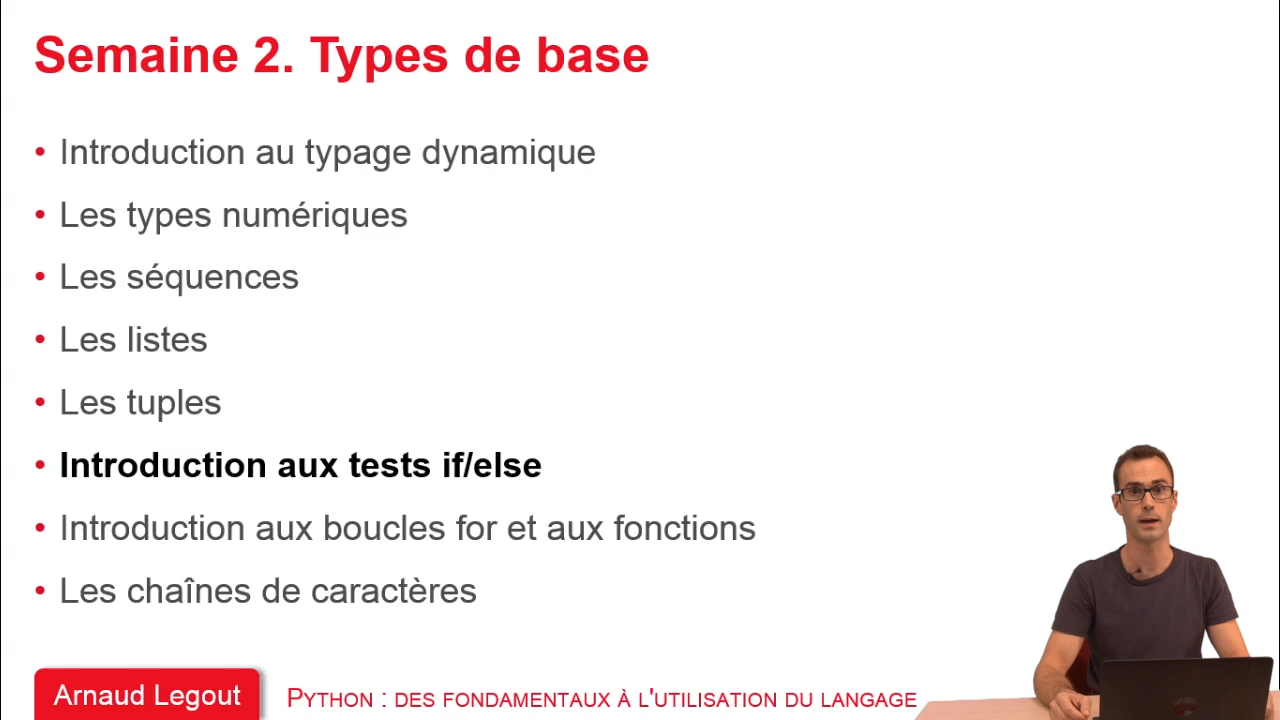 Semaine 2. Types de base
• Introduction au typage dynamique
• Les types numériques
• Les séquences
• Les listes
• Les tuples
• Introduction aux tests if/else
• Introduction aux boucles for et aux fonctions
• Les chaînes de caractères
Arnaud Legout
PYTHON : DES FONDAMENTAUX À L'UTILISATION DU LANGAGE